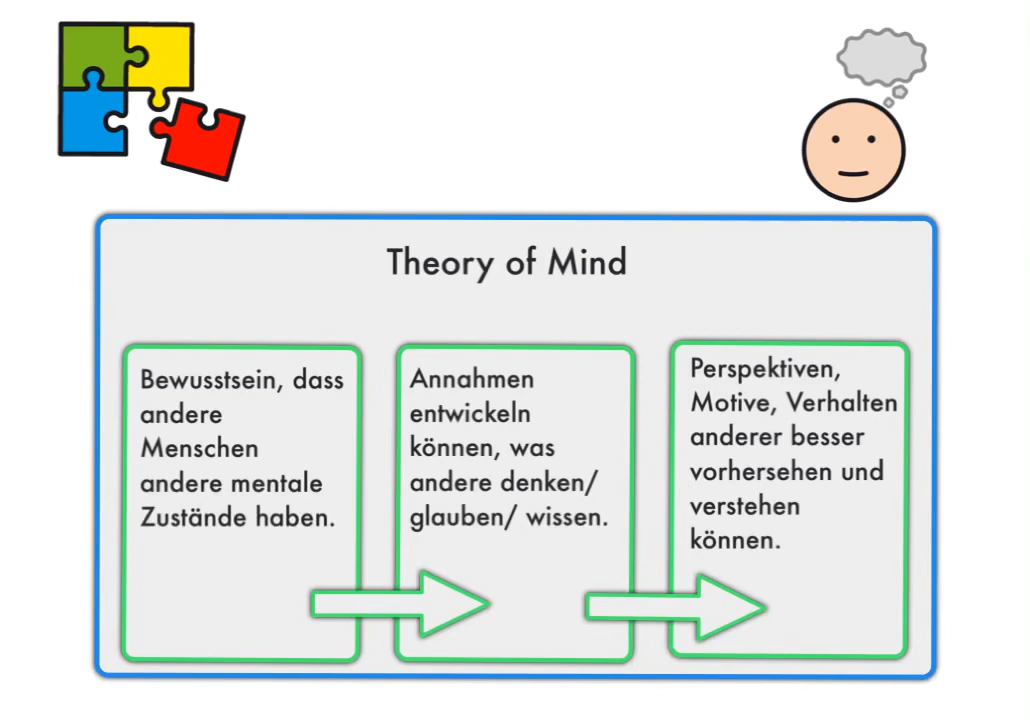 Theory of Mind
Bewusstsein, dass
andere
Menschen
andere mentale
Zustände haben.
Annahmen
entwickeln
können, was
andere denken/
glauben/ wissen.
Perspektiven,
Motive, Verhalten
anderer besser
vorhersehen und
verstehen
können.